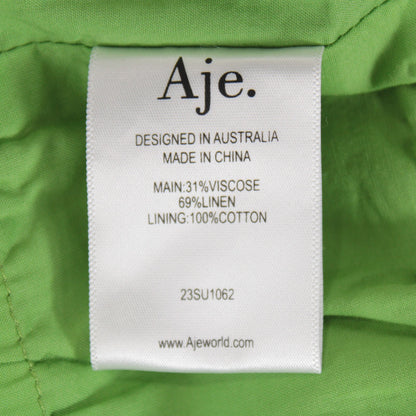 Aje.
DESIGNED IN AUSTRALIA
MADE IN CHINA
MAIN:31%VISCOSE
69%LINEN
LINING:100%COTTON
23SU1062
www.Ajeworld.com